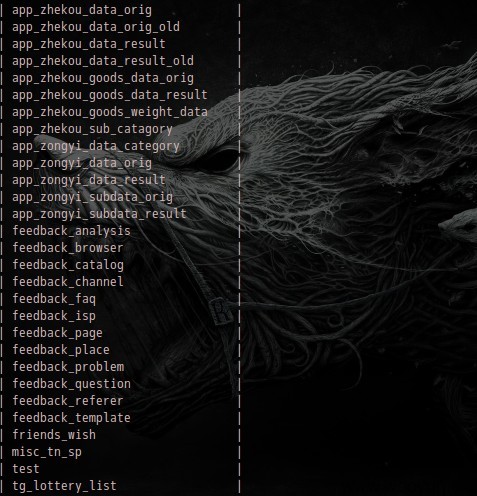 | app_zhekou_data_orig |
| app_zhekou_data_orig_old |
| app_zhekou_data_result |
| app_zhekou_data_result_old |
| app_zhekou_goods_data_orig |
| app_zhekou_goods_data_result |
| app_zhekou_goods_weight_data |
| app_zhekou_sub_catagory |
| app_zongyi_data_category |
| app_zongyi_data_orig |
| app_zongyi_data_result |
| app_zongyi_subdata_orig |
| app_zongyi_subdata_result |
| feedback_analysis |
| feedback_browser |
| feedback_catalog |
| feedback_channel |
| feedback_faq |
| feedback_isp |
| feedback_page |
| feedback_place |
| feedback_problem |
| feedback_question |
| feedback_referer |
| feedback_template |
| friends_wish |
| misc_tn_sp |
| test |
| tg_lottery_list |